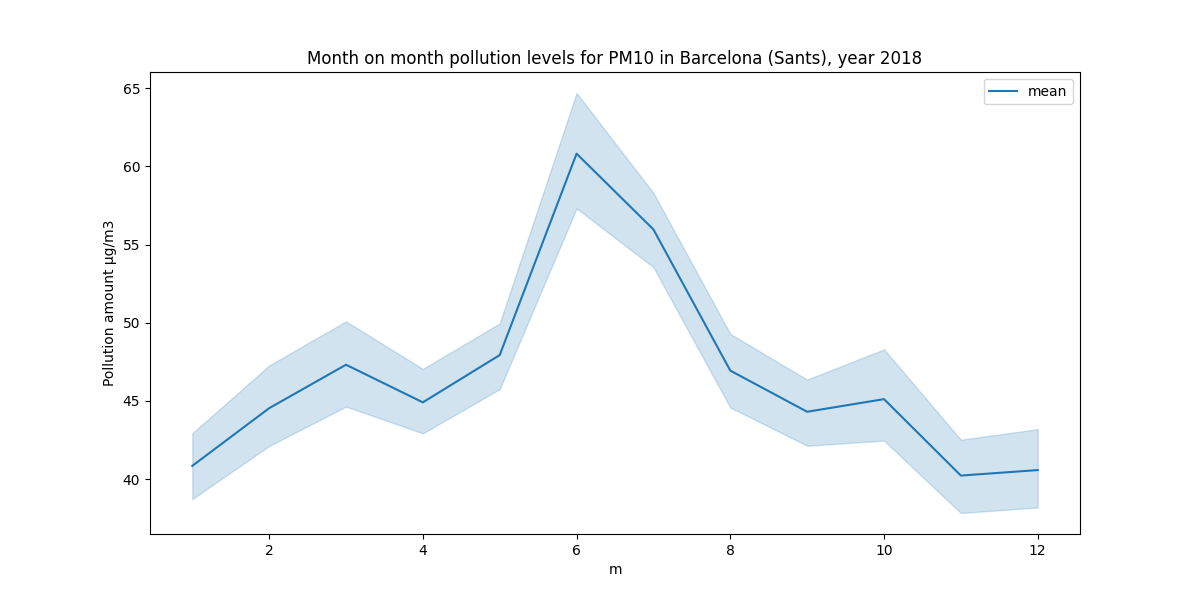 Month on month pollution levels for PM10 in Barcelona (Sants), year 2018
mean
Pollution amount µg/m3
65
60
55
50
45
40
2 4 6 8 10 12
m